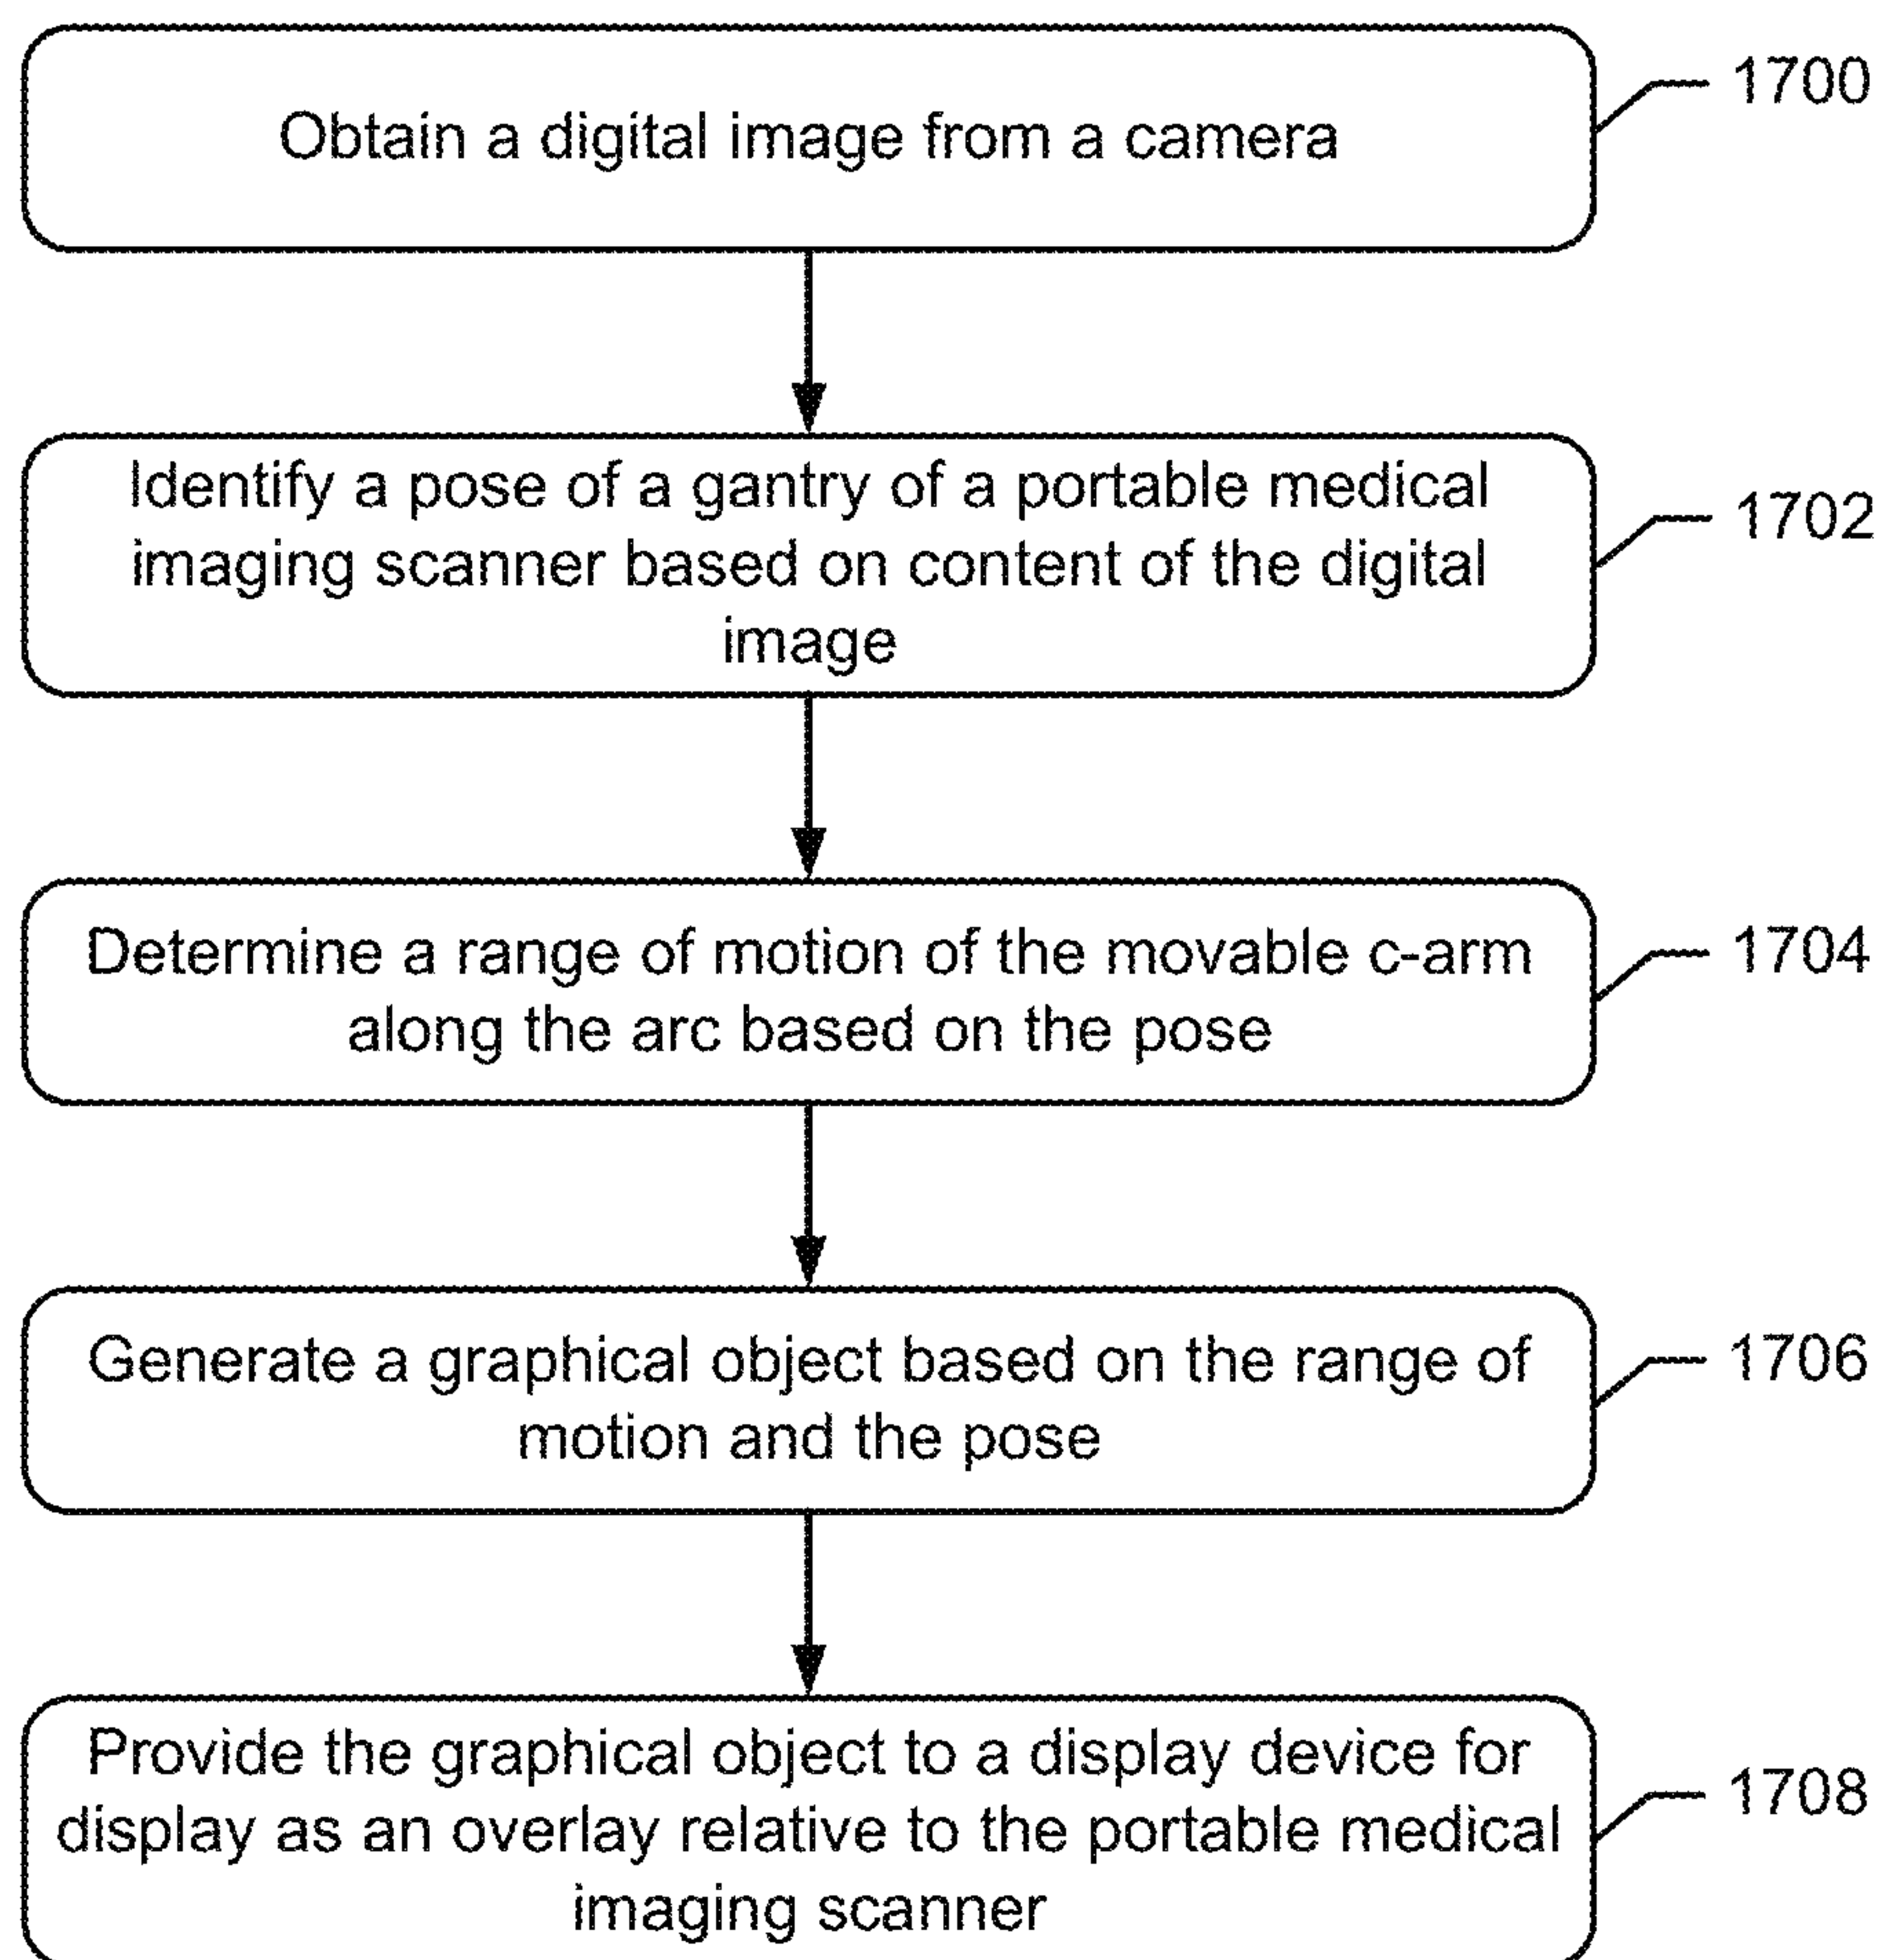 Obtain a digital image from a camera
1700
Identify a pose of a gantry of a portable medical
imaging scanner based on content of the digital
image
1702
Determine a range of motion of the movable c-arm
along the arc based on the pose
1704
Generate a graphical object based on the range of
motion and the pose
1706
Provide the graphical object to a display device for
display as an overlay relative to the portable medical
imaging scanner
1708